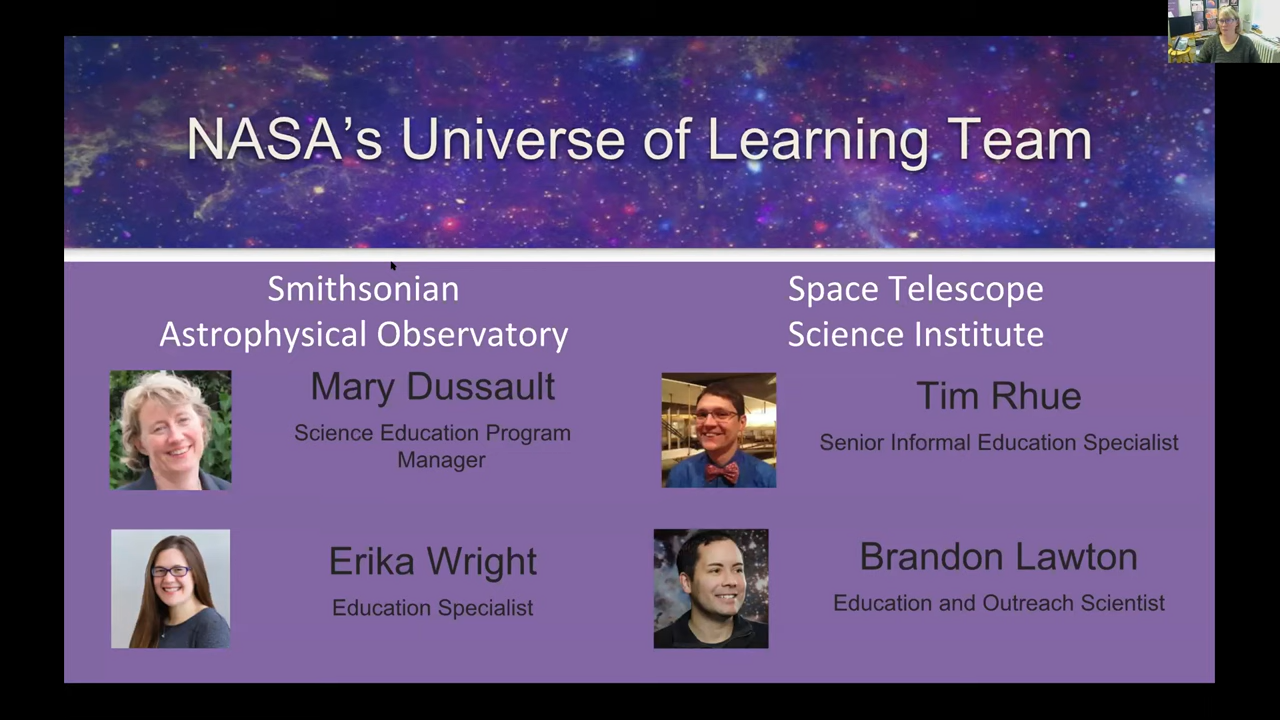 NASA's Universe of Learning Team
Smithsonian
Astrophysical Observatory
Mary Dussault
Science Education Program
Manager
Erika Wright
Education Specialist
Space Telescope
Science Institute
Tim Rhue
Senior Informal Education Specialist
Brandon Lawton
Education and Outreach Scientist